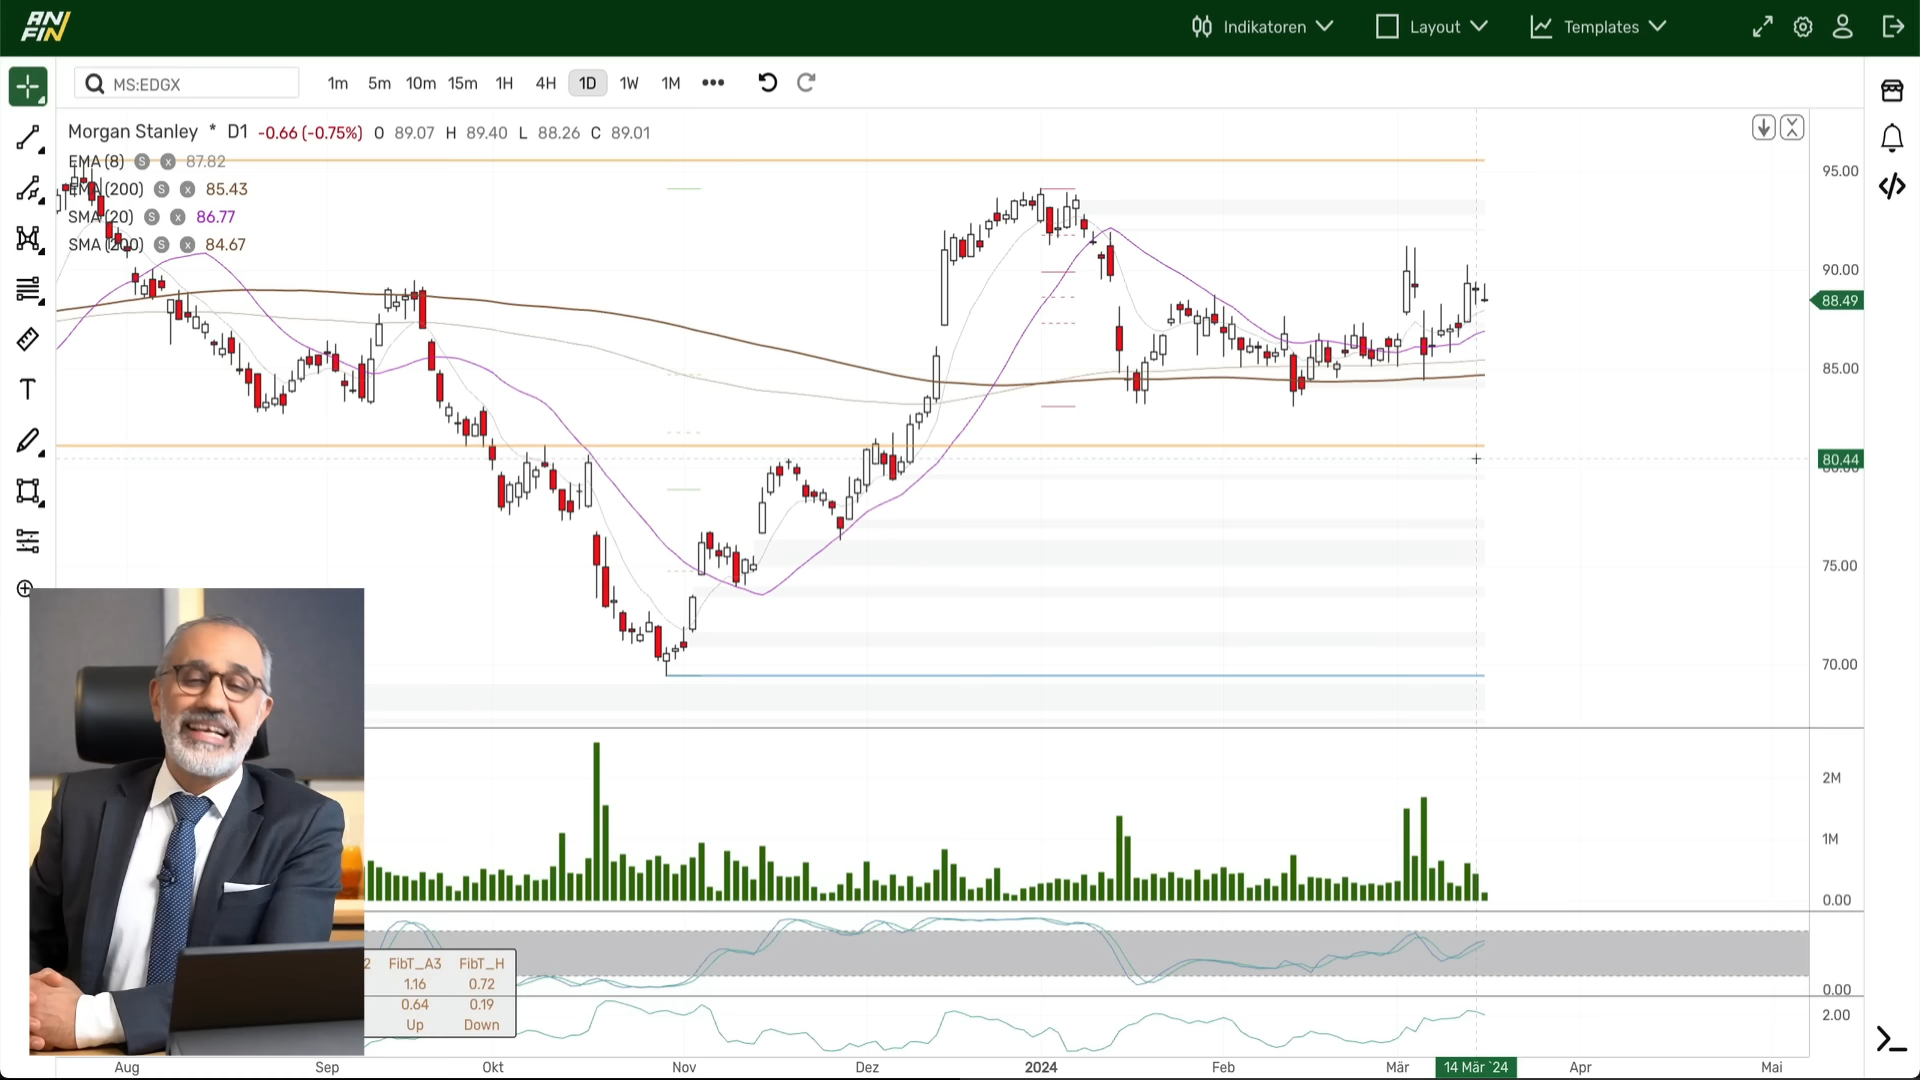 ANFIN
Indikatoren
Layout
Templates
MS:EDGX
1m 5m 10m 15m 1H 4H 1D 1W 1M
Morgan Stanley * D1 -0.66 (-0.75%) O 89.07 H 89.40 L 88.26 C 89.01
EMA (8) S x 87.82
EMA (200) S x 85.43
SMA (20) S x 86.77
SMA (200) S x 84.67
95.00
90.00
88.49
85.00
80.44
75.00
70.00
2M
1M
0.00
0.00
2.00
2 FibT_A3 FibT_H
1.16 0.72
0.64 0.19
Up Down
Aug Sep Okt Nov Dez 2024 Feb Mär 14 Mär `24 Apr Mai